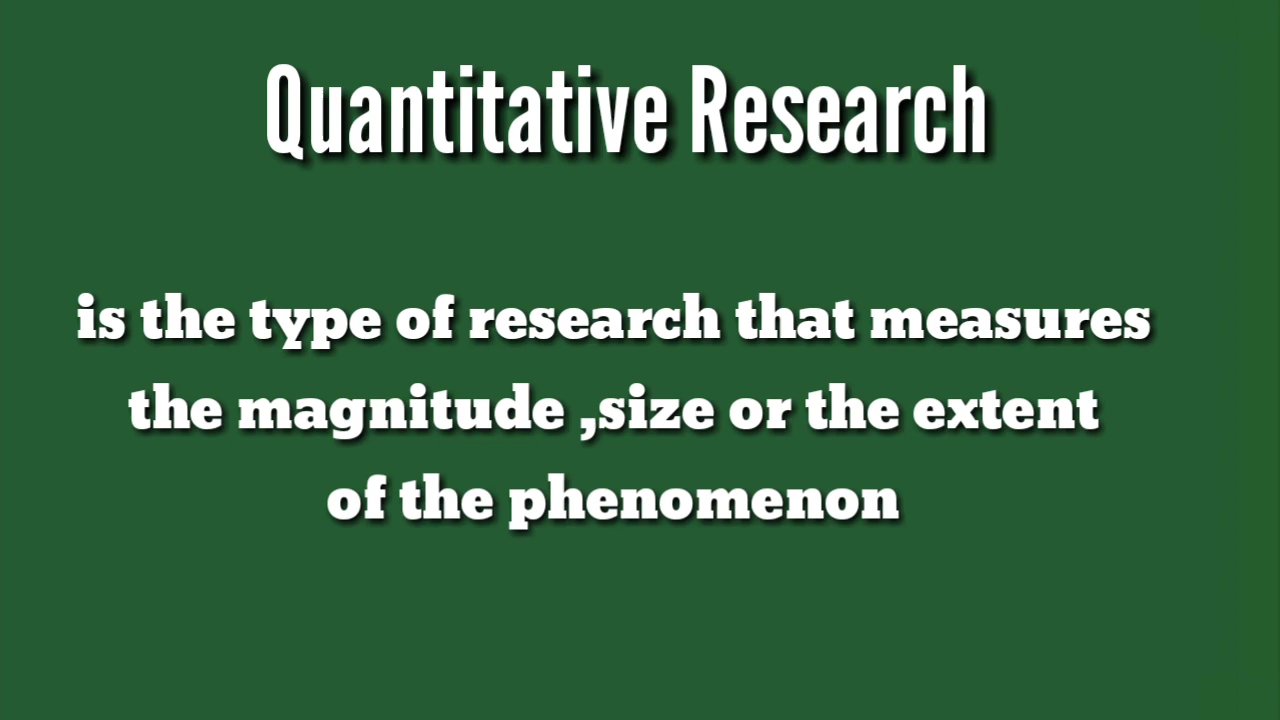 Quantitative Research
is the type of research that measures
the magnitude ,size or the extent
of the phenomenon